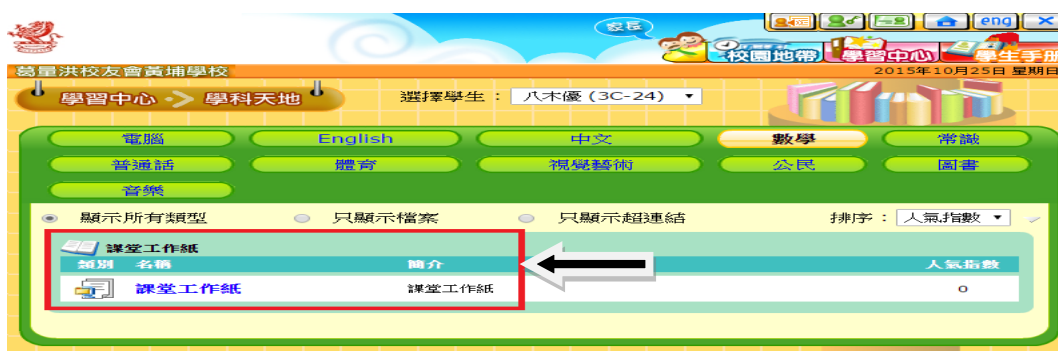 家長
eng
校園地帶 學習中心 學生手冊
葛量洪校友會黃埔學校
2015年10月25日 星期日
學習中心 > 學科天地
選擇學生： 八木優 (3C-24)
電腦 English 中文 數學 常識
普通話 體育 視覺藝術 公民 圖書
音樂
顯示所有類型 只顯示檔案 只顯示超連結 排序： 人氣指數
課堂工作紙
類別 名稱 簡介 人氣指數
課堂工作紙 課堂工作紙 0